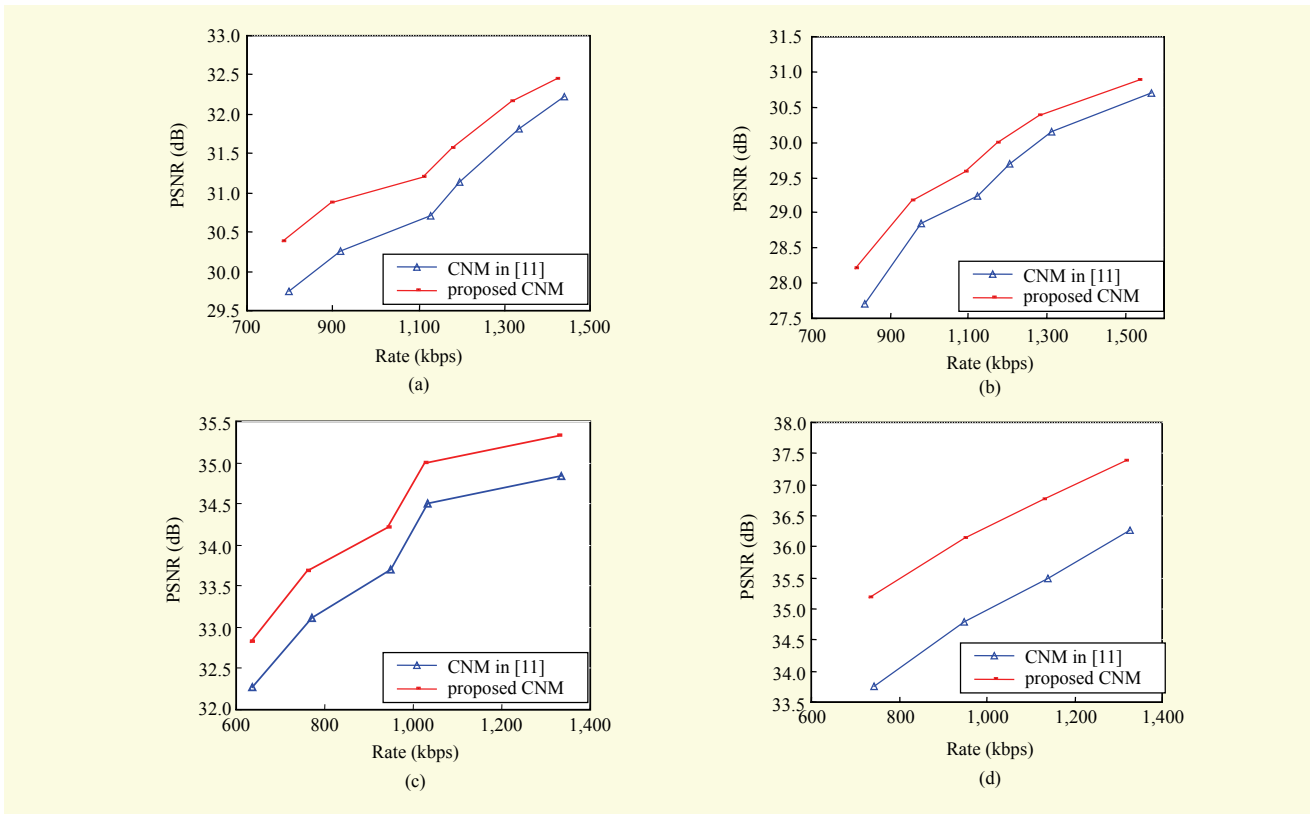 33.0
32.5
32.0
31.5
31.0
30.5
30.0
29.5
PSNR (dB)
700 900 1,100 1,300 1,500
Rate (kbps)
CNM in [11]
proposed CNM
(a)
31.5
31.0
30.5
30.0
29.5
29.0
28.5
28.0
27.5
PSNR (dB)
700 900 1,100 1,300 1,500
Rate (kbps)
CNM in [11]
proposed CNM
(b)
35.5
35.0
34.5
34.0
33.5
33.0
32.5
32.0
PSNR (dB)
600 800 1,000 1,200 1,400
Rate (kbps)
CNM in [11]
proposed CNM
(c)
38.0
37.5
37.0
36.5
36.0
35.5
35.0
34.5
34.0
33.5
PSNR (dB)
600 800 1,000 1,200 1,400
Rate (kbps)
CNM in [11]
proposed CNM
(d)